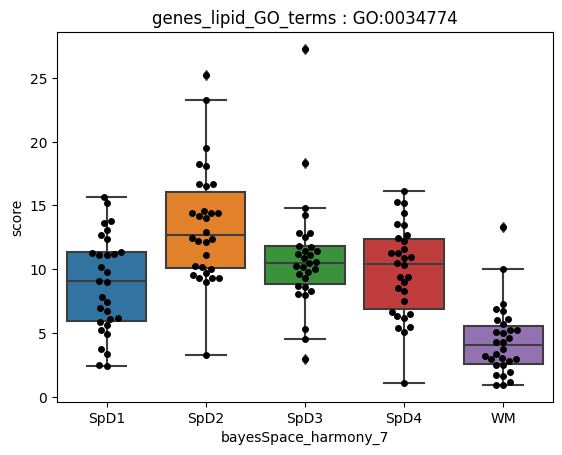 genes_lipid_GO_terms : GO:0034774
score
25
20
15
10
5
0
SpD1 SpD2 SpD3 SpD4 WM
bayesSpace_harmony_7